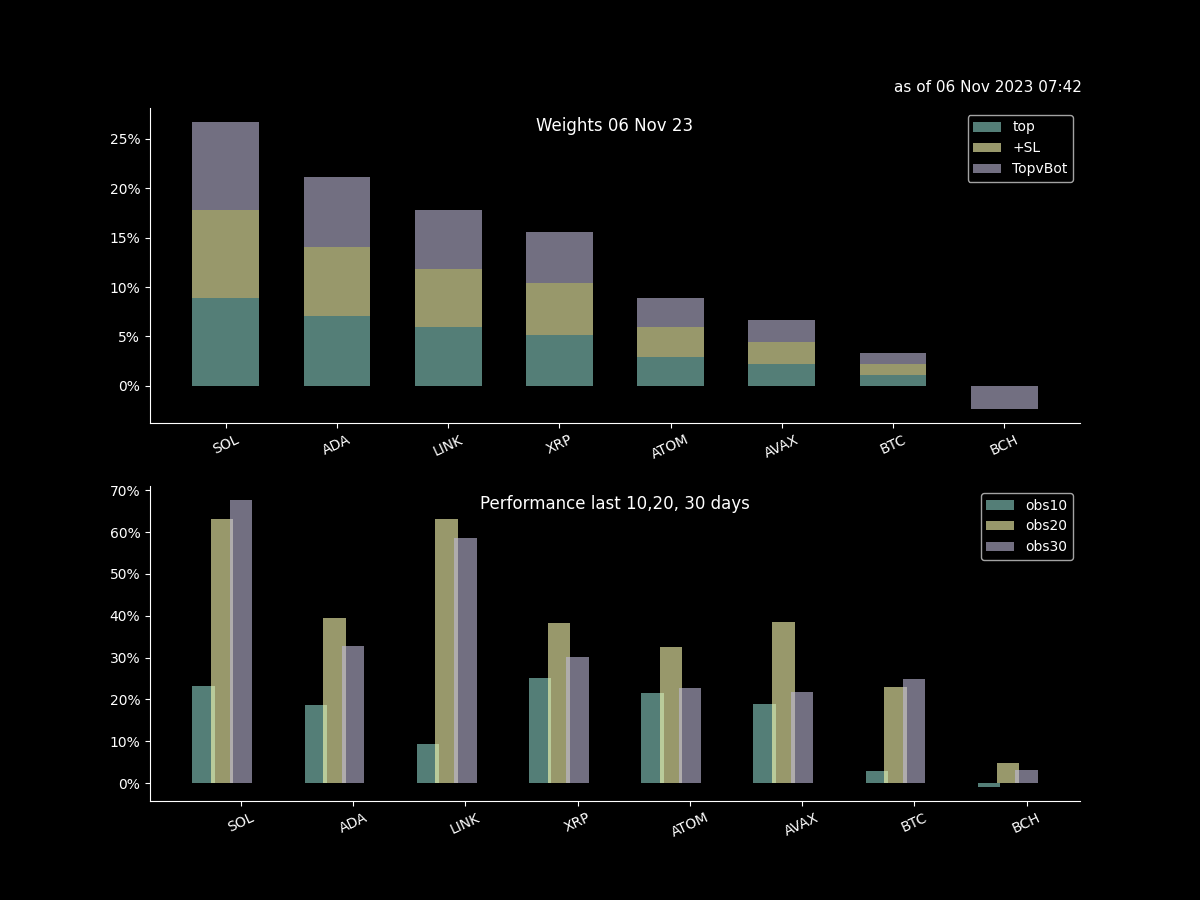 as of 06 Nov 2023 07:42
Weights 06 Nov 23
top
+SL
TopvBot
25%
20%
15%
10%
5%
0%
SOL
ADA
LINK
XRP
ATOM
AVAX
BTC
BCH
Performance last 10,20, 30 days
obs10
obs20
obs30
70%
60%
50%
40%
30%
20%
10%
0%
SOL
ADA
LINK
XRP
ATOM
AVAX
BTC
BCH